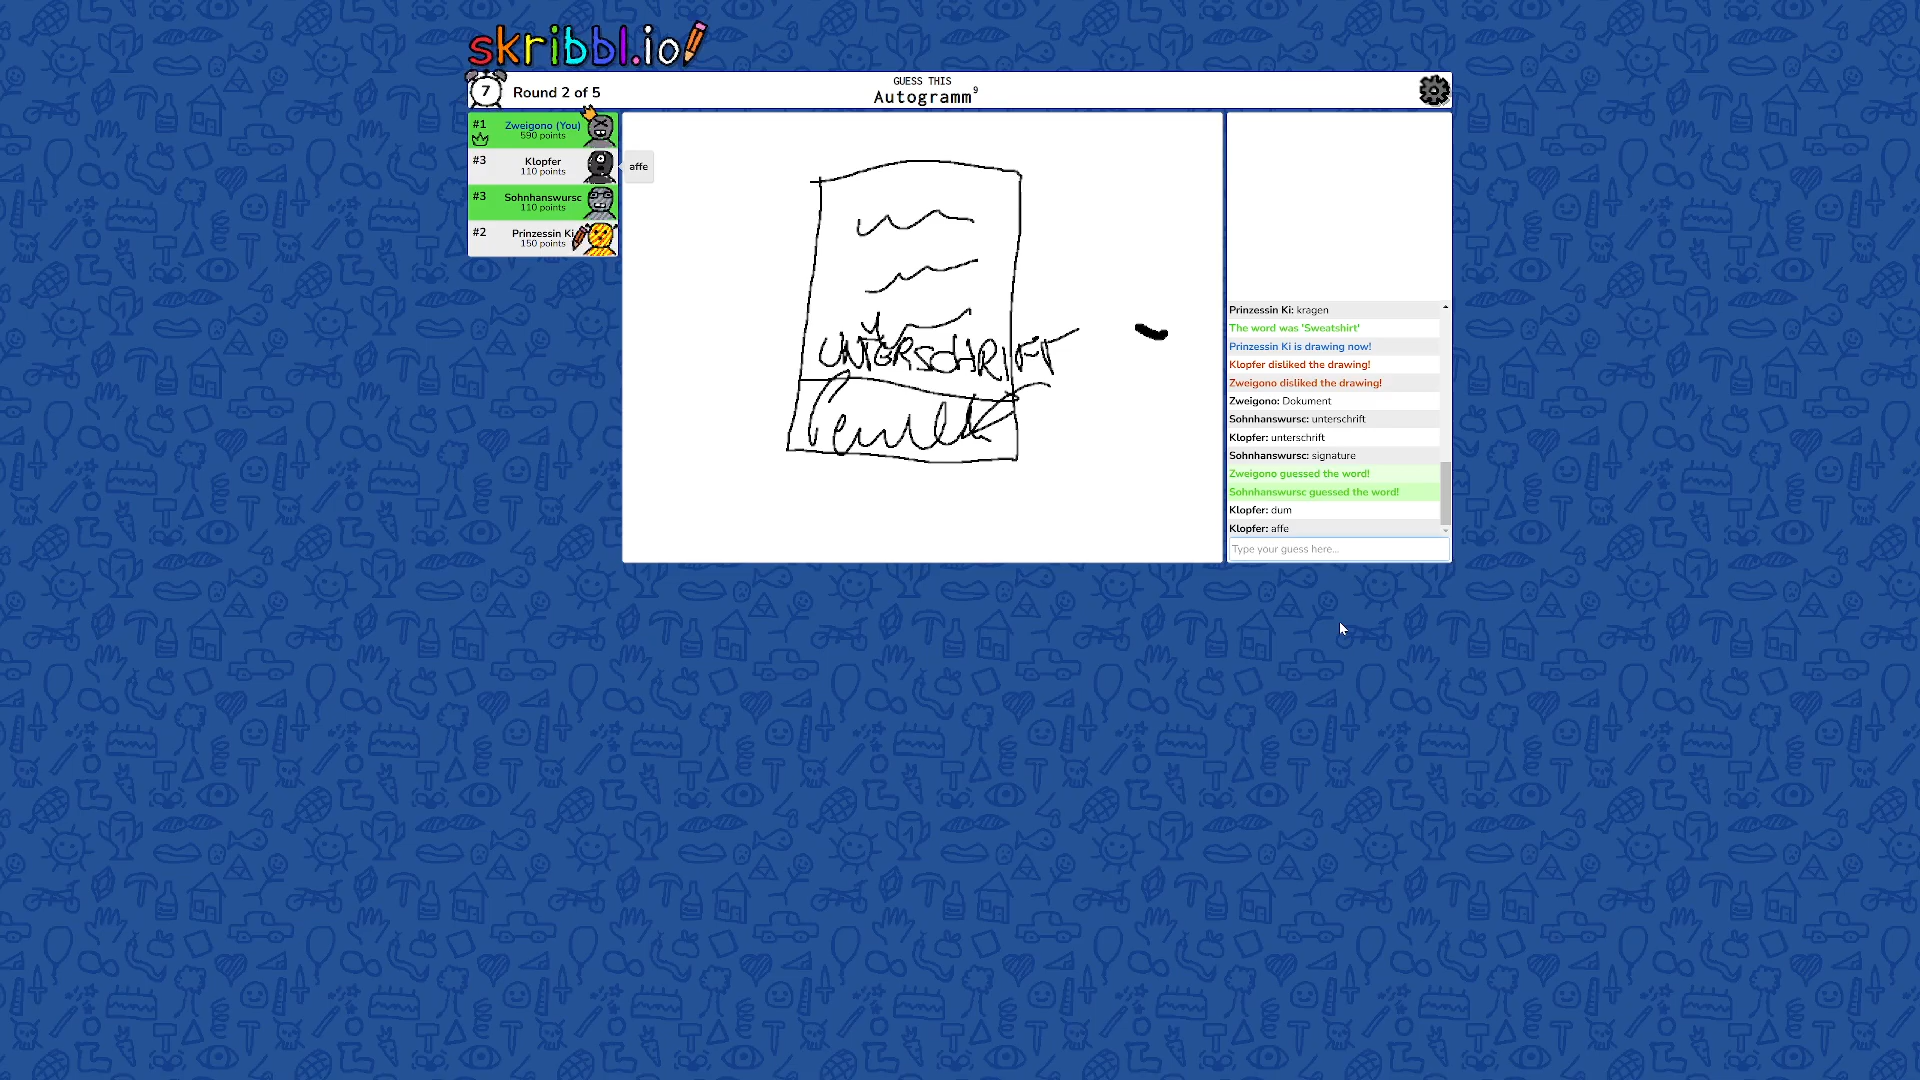 skribbl.io
7
Round 2 of 5
GUESS THIS
Autogramm 9
#1
Zweigono (You)
590 points
#3
Klopfer
110 points
affe
#3
Sohnhanswursc
110 points
#2
Prinzessin Ki
150 points
UNTERSCHRIFT
Prinzessin Ki: kragen
The word was 'Sweatshirt'
Prinzessin Ki is drawing now!
Klopfer disliked the drawing!
Zweigono disliked the drawing!
Zweigono: Dokument
Sohnhanswursc: unterschrift
Klopfer: unterschrift
Sohnhanswursc: signature
Zweigono guessed the word!
Sohnhanswursc guessed the word!
Klopfer: dum
Klopfer: affe
Type your guess here...